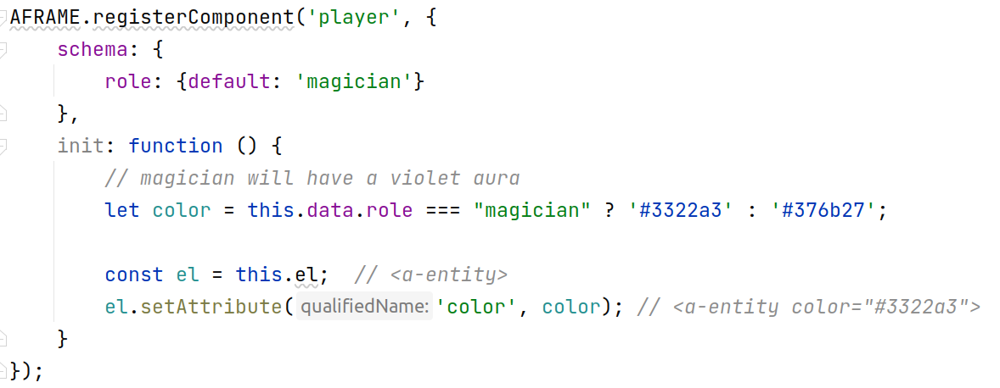 AFRAME.registerComponent('player', {
    schema: {
        role: {default: 'magician'}
    },
    init: function () {
        // magician will have a violet aura
        let color = this.data.role === "magician" ? '#3322a3' : '#376b27';

        const el = this.el;  // <a-entity>
        el.setAttribute( qualifiedName: 'color', color); // <a-entity color="#3322a3">
    }
});